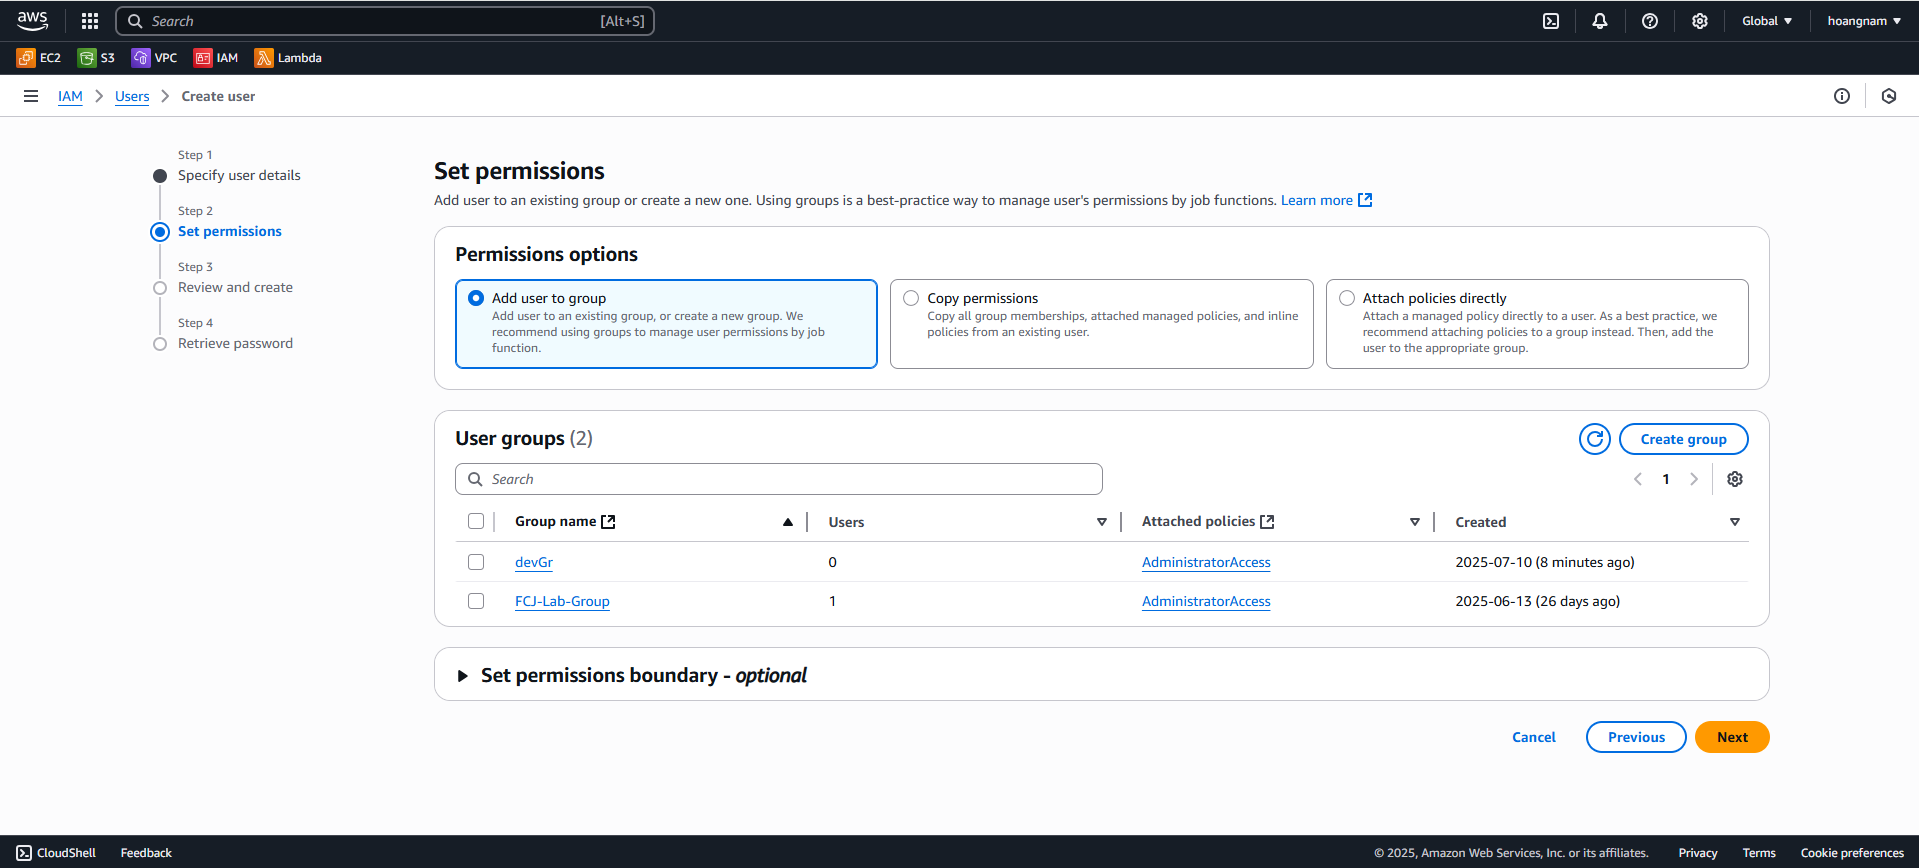 aws
Search [Alt+S]
Global
hoangnam
EC2
S3
VPC
IAM
Lambda
IAM
Users
Create user
Step 1
Specify user details
Step 2
Set permissions
Step 3
Review and create
Step 4
Retrieve password
Set permissions
Add user to an existing group or create a new one. Using groups is a best-practice way to manage user's permissions by job functions. Learn more
Permissions options
Add user to group
Add user to an existing group, or create a new group. We
recommend using groups to manage user permissions by job
function.
Copy permissions
Copy all group memberships, attached managed policies, and inline
policies from an existing user.
Attach policies directly
Attach a managed policy directly to a user. As a best practice, we
recommend attaching policies to a group instead. Then, add the
user to the appropriate group.
User groups (2)
Create group
Search
1
Group name Users Attached policies Created
devGr 0 AdministratorAccess 2025-07-10 (8 minutes ago)
FCJ-Lab-Group 1 AdministratorAccess 2025-06-13 (26 days ago)
Set permissions boundary - optional
Cancel
Previous
Next
CloudShell
Feedback
© 2025, Amazon Web Services, Inc. or its affiliates.
Privacy
Terms
Cookie preferences